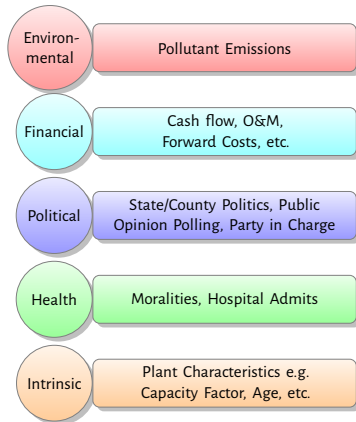 Environ-
mental
Pollutant Emissions
Financial
Cash flow, O&M,
Forward Costs, etc.
Political
State/County Politics, Public
Opinion Polling, Party in Charge
Health
Moralities, Hospital Admits
Intrinsic
Plant Characteristics e.g.
Capacity Factor, Age, etc.